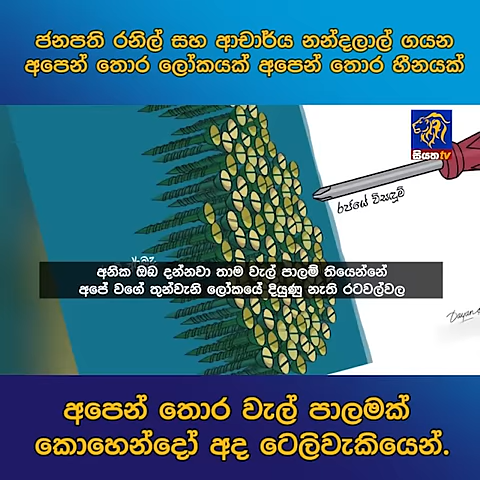 ජනපති රනිල් සහ ආචාර්ය නන්දලාල් ගයන
අපෙන් තොර ලෝකයක් අපෙන් තොර හීනයක්
සියත tv
රජයේ විසඳුම්
අනික ඔබ දන්නවා තාම වැල් පාලම් තියෙන්නේ
අපේ වගේ තුන්වැනි ලෝකයේ දියුණු නැති රටවල්වල
අපෙන් තොර වැල් පාලමක්
කොහෙන්දෝ අද ටෙලිවැකියෙන්.